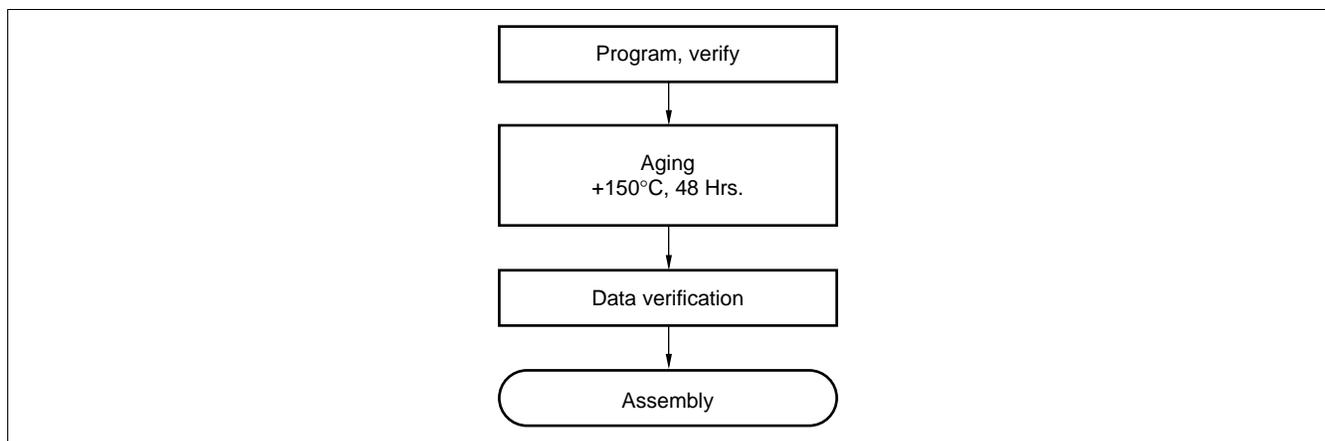 Program, verify
Aging
+150°C, 48 Hrs.
Data verification
Assembly